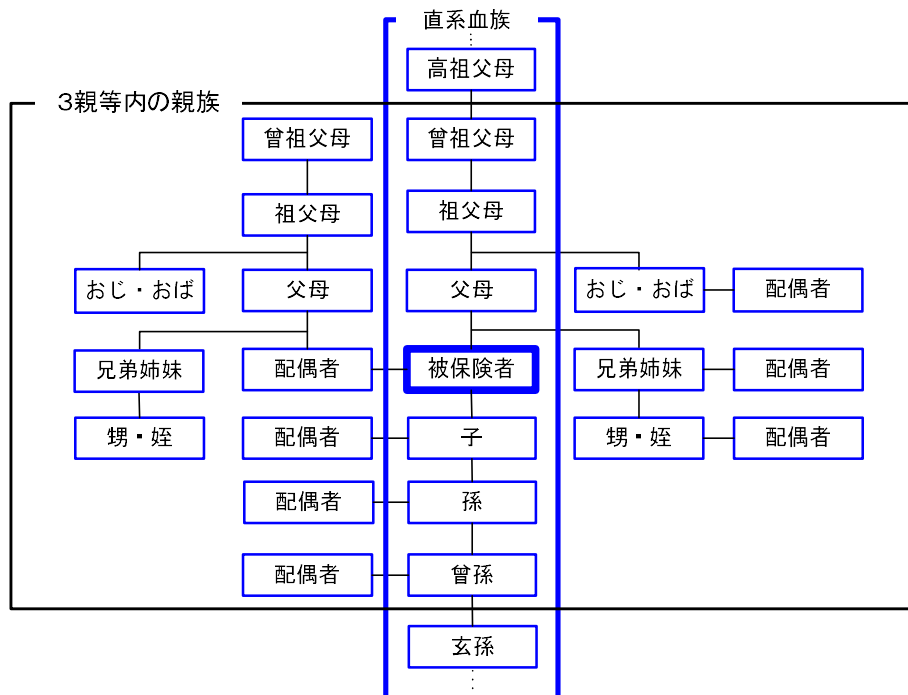 直系血族
高祖父母
3親等内の親族
曾祖父母
曾祖父母
祖父母
祖父母
おじ・おば
父母
父母
おじ・おば
配偶者
兄弟姉妹
配偶者
被保険者
兄弟姉妹
配偶者
甥・姪
配偶者
子
甥・姪
配偶者
配偶者
孫
配偶者
曾孫
玄孫